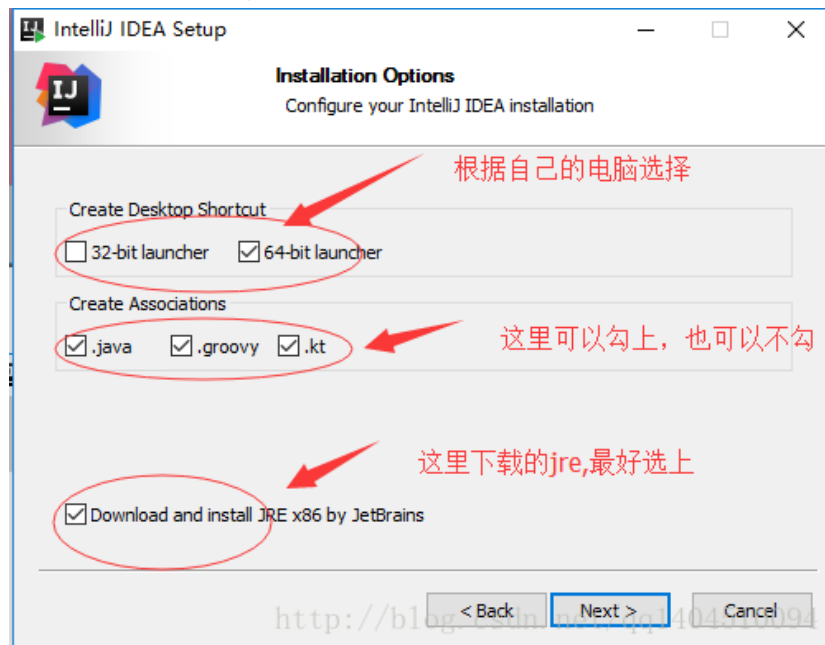 IntelliJ IDEA Setup
IJ
Installation Options
Configure your IntelliJ IDEA installation
根据自己的电脑选择
Create Desktop Shortcut
32-bit launcher 64-bit launcher
Create Associations
.java .groovy .kt
这里可以勾上，也可以不勾
这里下载的jre,最好选上
Download and install JRE x86 by JetBrains
< Back Next > Cancel